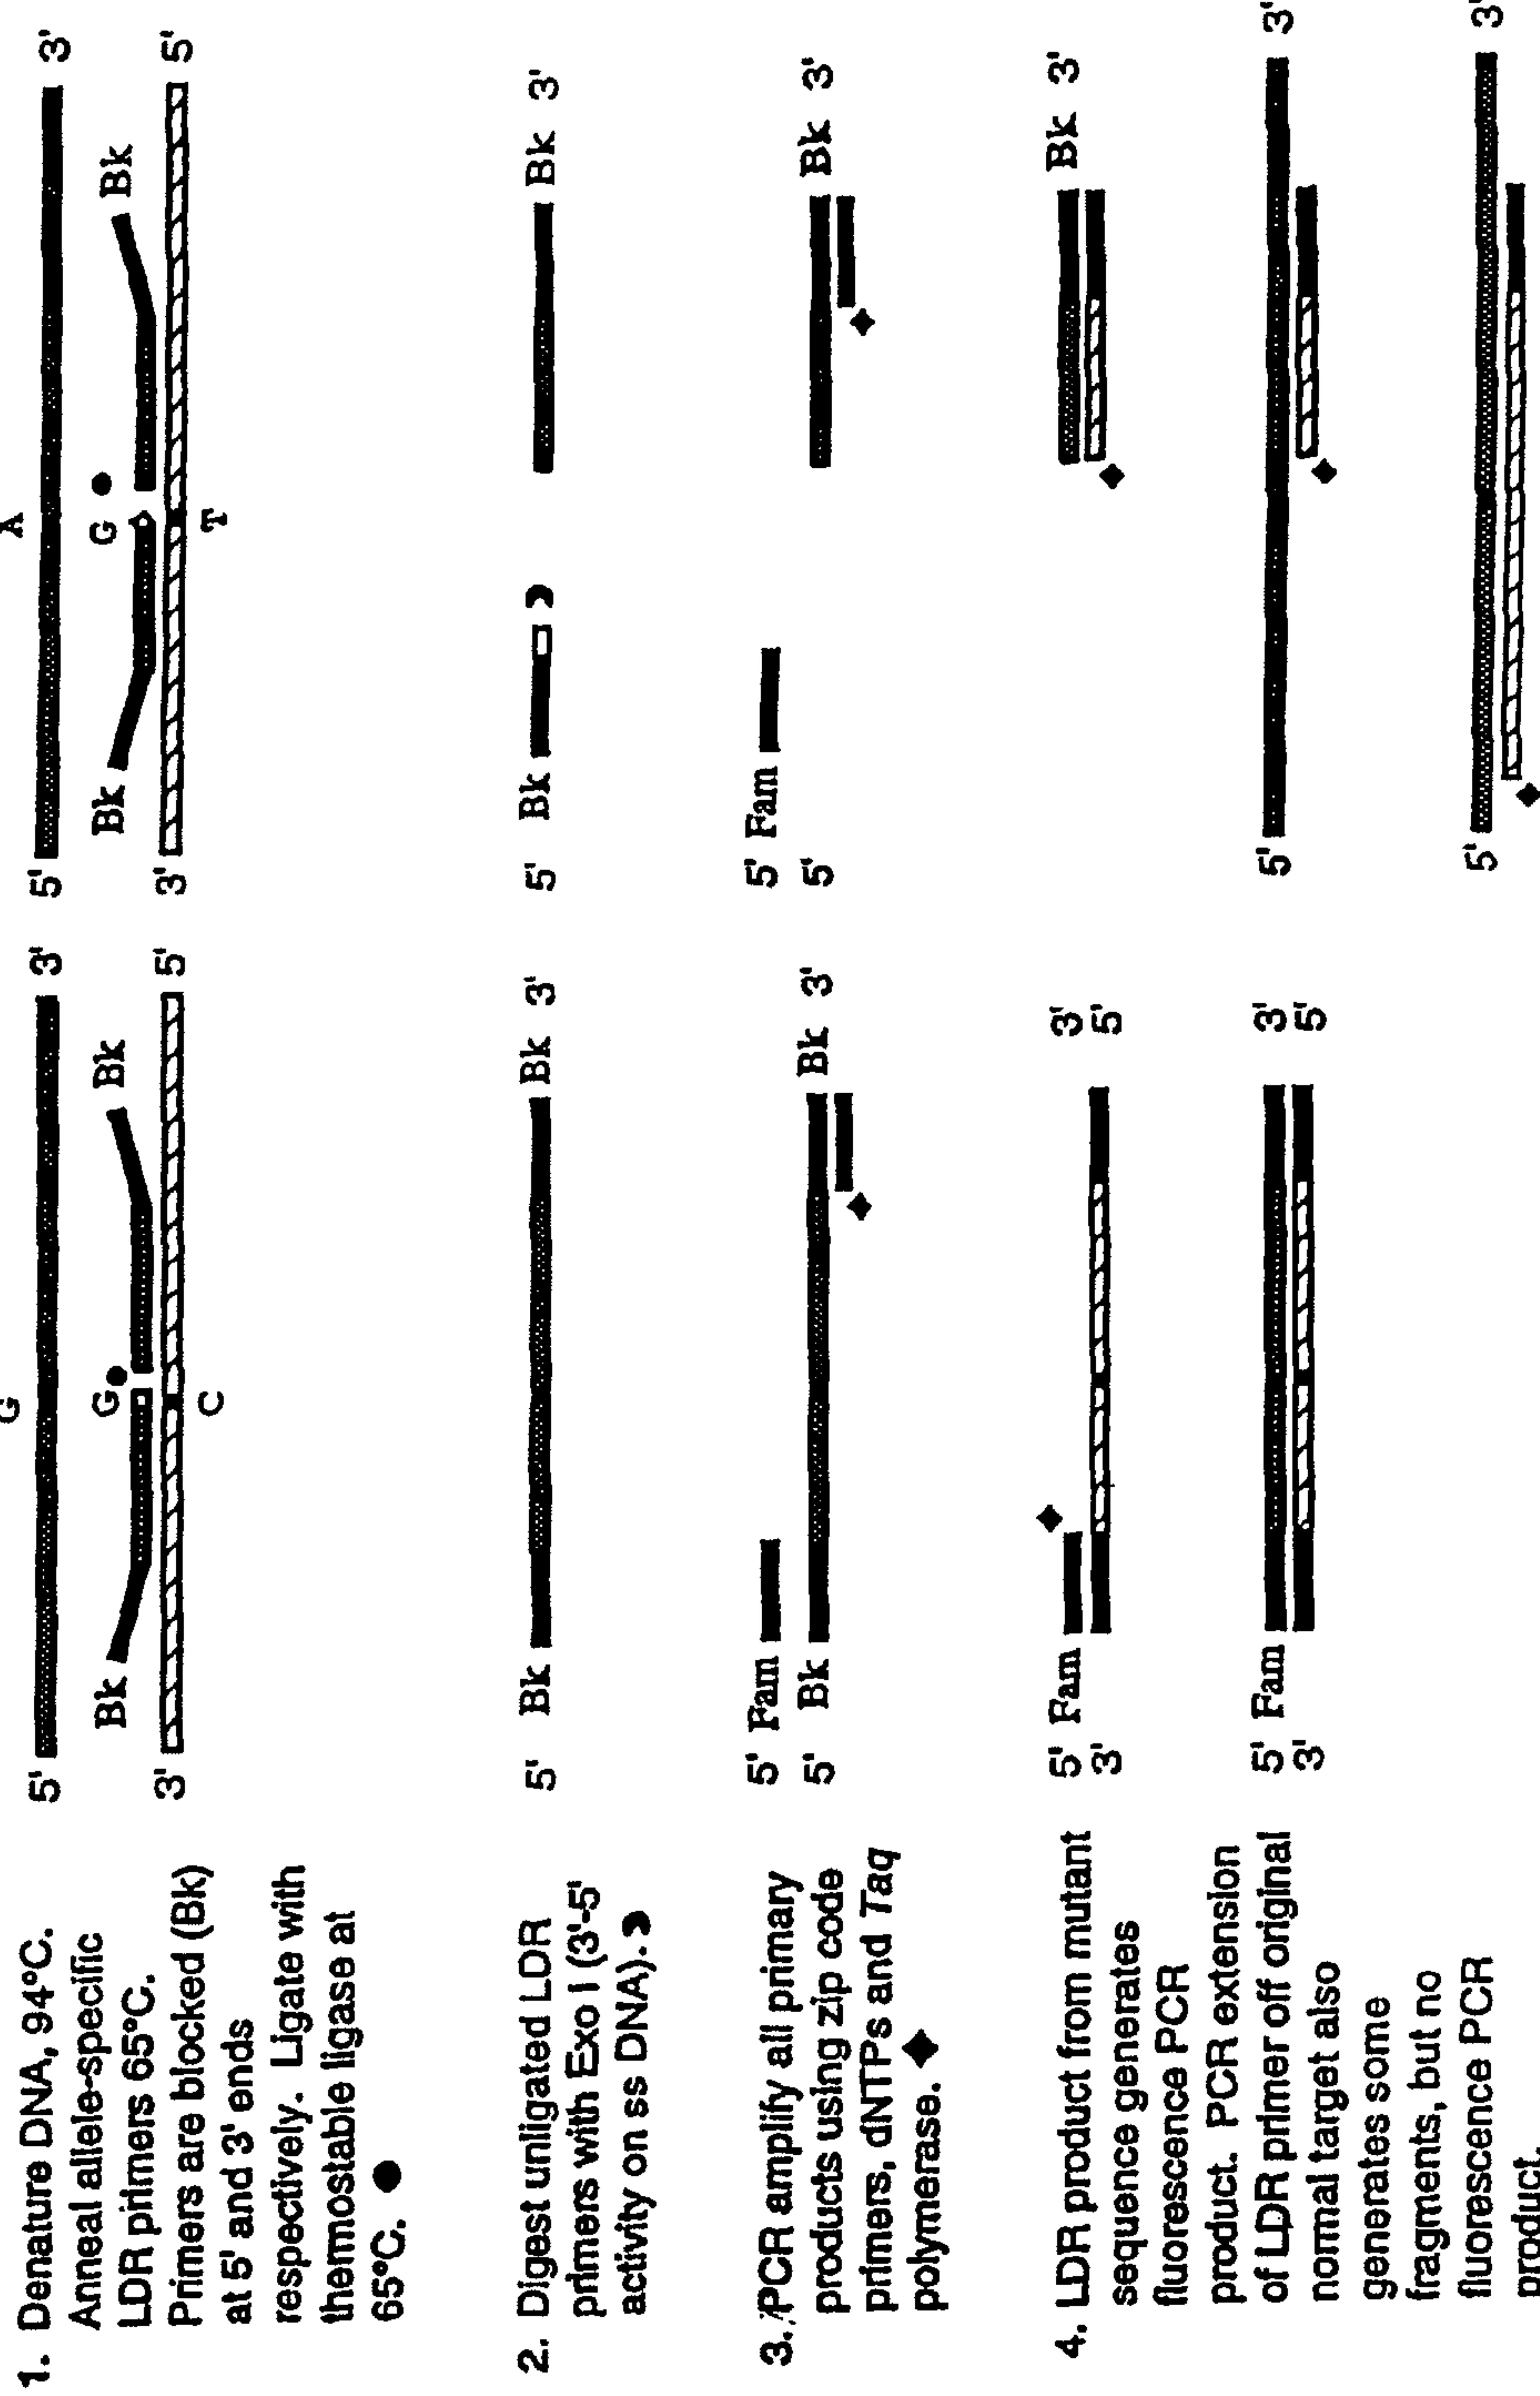 G
A
5' 3' 5' 3'
Bk G Bk Bk G Bk
3' 5' 3' 5'
C T
1. Denature DNA, 94°C.
Anneal allele-specific
LDR primers 65°C.
Primers are blocked (Bk)
at 5' and 3' ends
respectively. Ligate with
thermostable ligase at
65°C.
5' Bk Bk 3' 5' Bk Bk 3'
2. Digest unligated LDR
primers with Exo I (3'-5'
activity on ss DNA).
5' Fam 5' Fam
5' Bk Bk 3' 5' Bk 3'
3. PCR amplify all primary
products using zip code
primers, dNTPs and Taq
polymerase.
5' Fam 3' Bk 3'
3' 5'
4. LDR product from mutant
sequence generates
fluorescence PCR
product. PCR extension
of LDR primer off original
normal target also
generates some
fragments, but no
fluorescence PCR
product.
5' Fam 3' 5' 3'
3' 5'
5' 3'